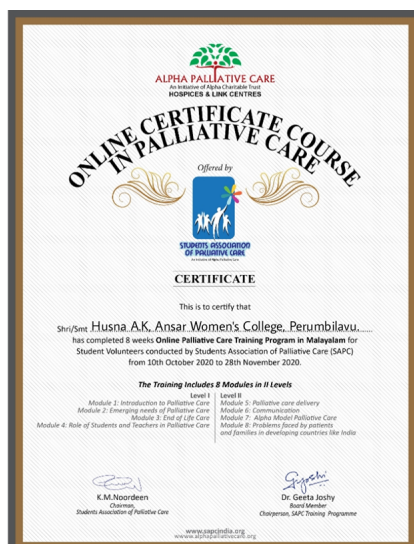 ALPHA PALLIATIVE CARE
An Initiative of Alpha Charitable Trust
HOSPICES & LINK CENTRES
ONLINE CERTIFICATE COURSE
IN PALLIATIVE CARE
Offered by
STUDENTS ASSOCIATION
OF PALLIATIVE CARE
An Initiative of Alpha Palliative Care
CERTIFICATE
This is to certify that
Shri/Smt Husna A.K, Ansar Women's College, Perumbilavu.....
has completed 8 weeks Online Palliative Care Training Program in Malayalam for
Student Volunteers conducted by Students Association of Palliative Care (SAPC)
from 10th October 2020 to 28th November 2020.
The Training Includes 8 Modules in II Levels
Level I
Module 1: Introduction to Palliative Care
Module 2: Emerging needs of Palliative Care
Module 3: End of Life Care
Module 4: Role of Students and Teachers in Palliative Care
Level II
Module 5: Palliative care delivery
Module 6: Communication
Module 7: Alpha Model Palliative Care
Module 8: Problems faced by patients
and families in developing countries like India
K.M.Noordeen
Chairman,
Students Association of Palliative Care
Dr. Geeta Joshy
Board Member
Chairperson, SAPC Training Programme
www.sapcindia.org
www.alphapalliativecare.org